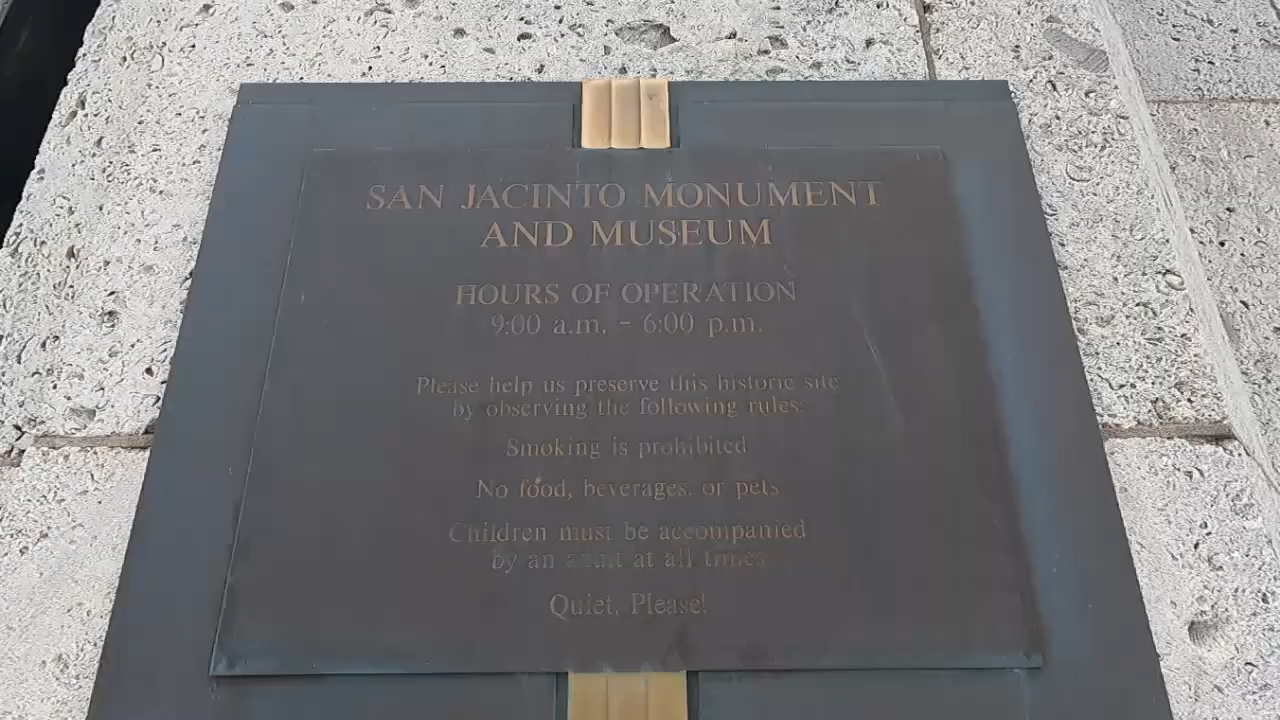 SAN JACINTO MONUMENT
AND MUSEUM
HOURS OF OPERATION
9:00 a.m. - 6:00 p.m.
Please help us preserve this historic site
by observing the following rules:
Smoking is prohibited
No food, beverages, or pets
Children must be accompanied
by an adult at all times
Quiet, Please!